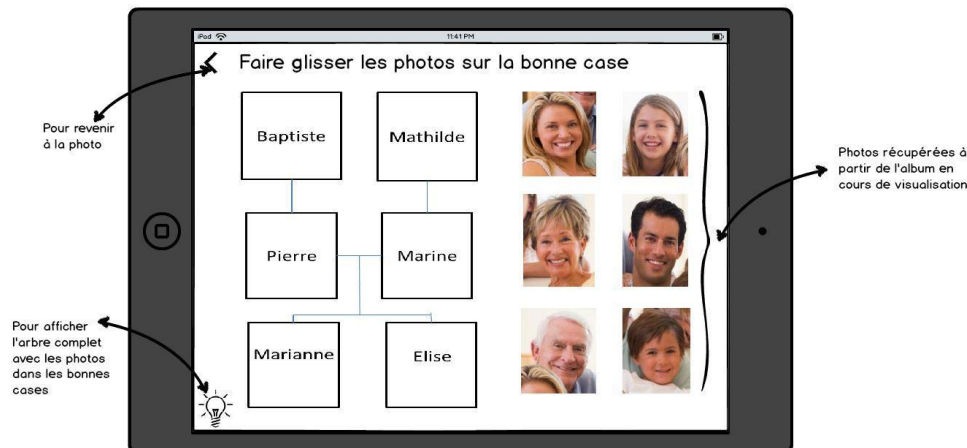 iPad
11:41 PM
Faire glisser les photos sur la bonne case
Baptiste
Mathilde
Pour revenir
à la photo
Photos récupérées à
partir de l'album en
cours de visualisation
Pierre
Marine
Pour afficher
l'arbre complet
avec les photos
dans les bonnes
cases
Marianne
Elise